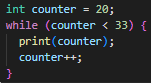 int counter = 20;
while (counter < 33) {
  print(counter);
  counter++;
}